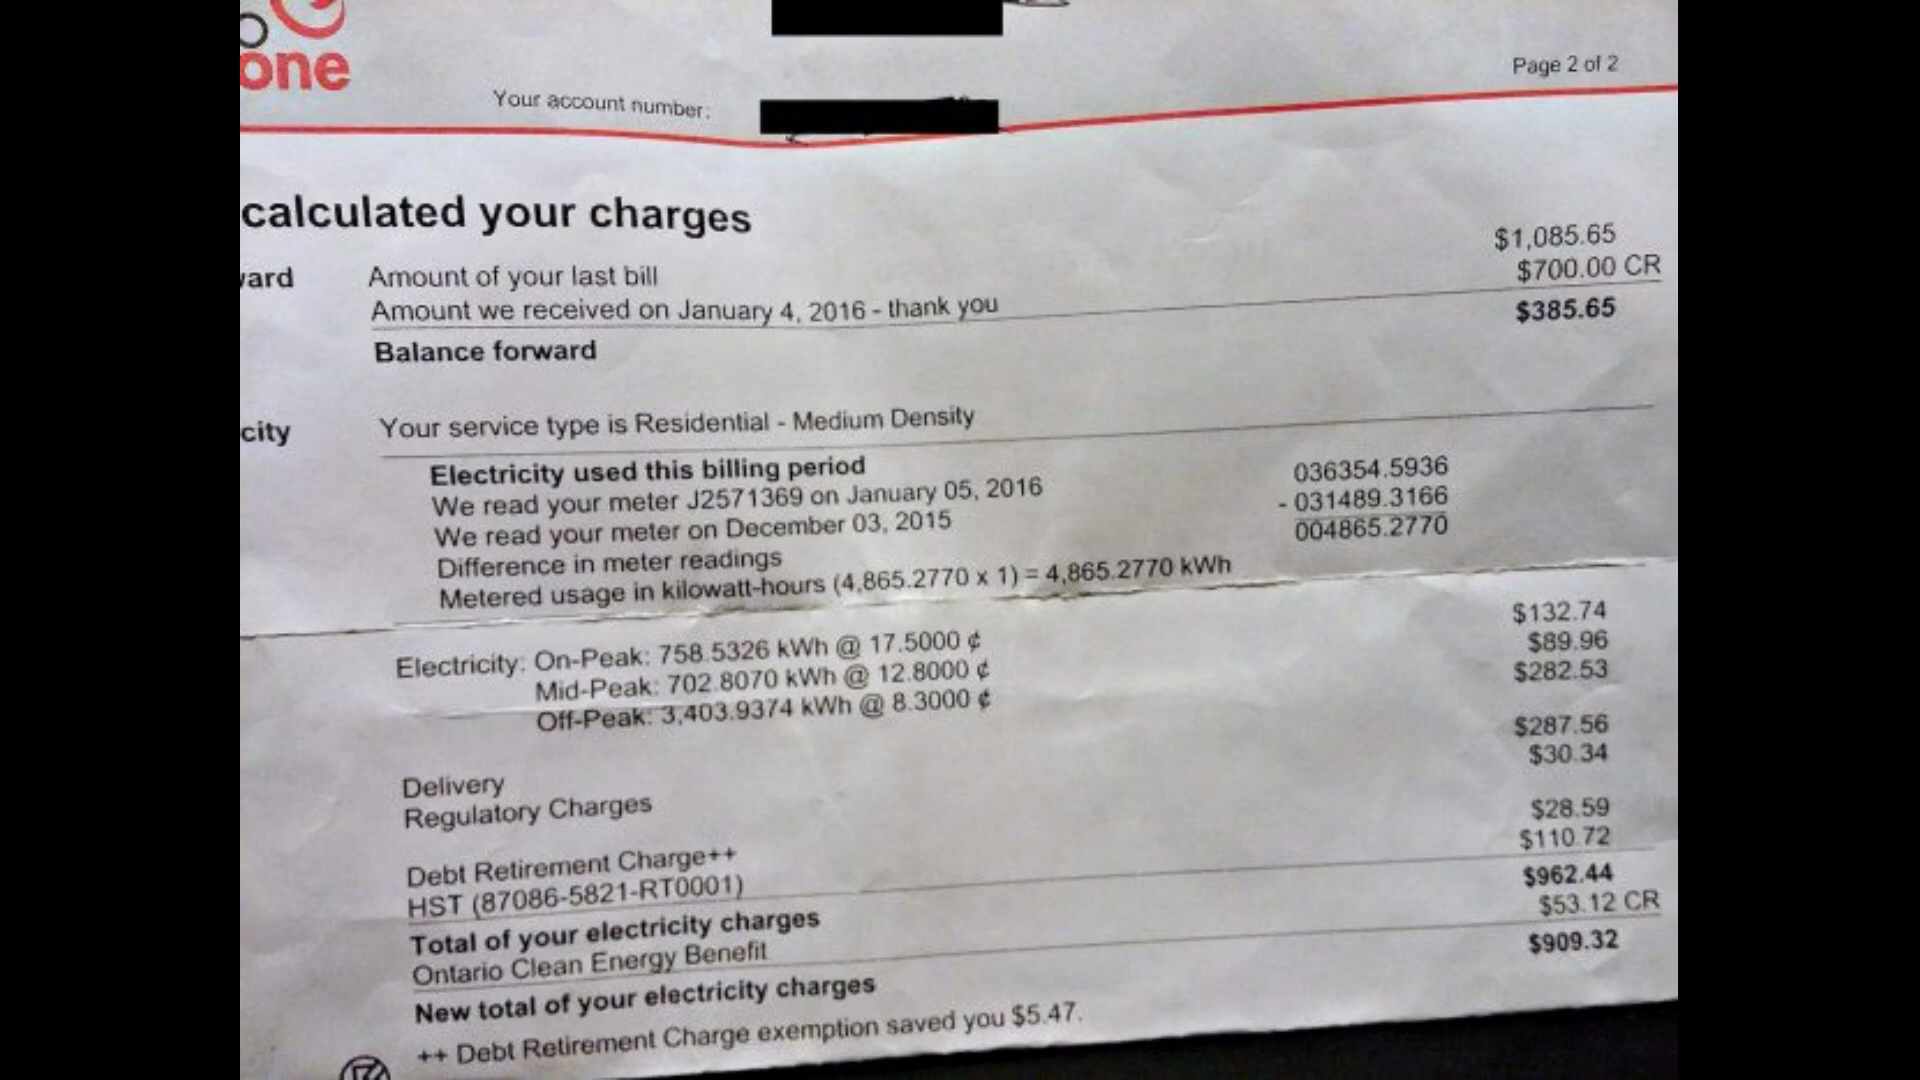 one
Page 2 of 2
Your account number:
calculated your charges
ward Amount of your last bill $1,085.65
Amount we received on January 4, 2016 - thank you $700.00 CR
Balance forward $385.65
city Your service type is Residential - Medium Density
Electricity used this billing period
We read your meter J2571369 on January 05, 2016 036354.5936
We read your meter on December 03, 2015 - 031489.3166
Difference in meter readings 004865.2770
Metered usage in kilowatt-hours (4,865.2770 x 1) = 4,865.2770 kWh
Electricity: On-Peak: 758.5326 kWh @ 17.5000 ¢ $132.74
Mid-Peak: 702.8070 kWh @ 12.8000 ¢ $89.96
Off-Peak: 3,403.9374 kWh @ 8.3000 ¢ $282.53
Delivery $287.56
Regulatory Charges $30.34
Debt Retirement Charge++ $28.59
HST (87086-5821-RT0001) $110.72
Total of your electricity charges $962.44
Ontario Clean Energy Benefit $53.12 CR
New total of your electricity charges $909.32
++ Debt Retirement Charge exemption saved you $5.47.